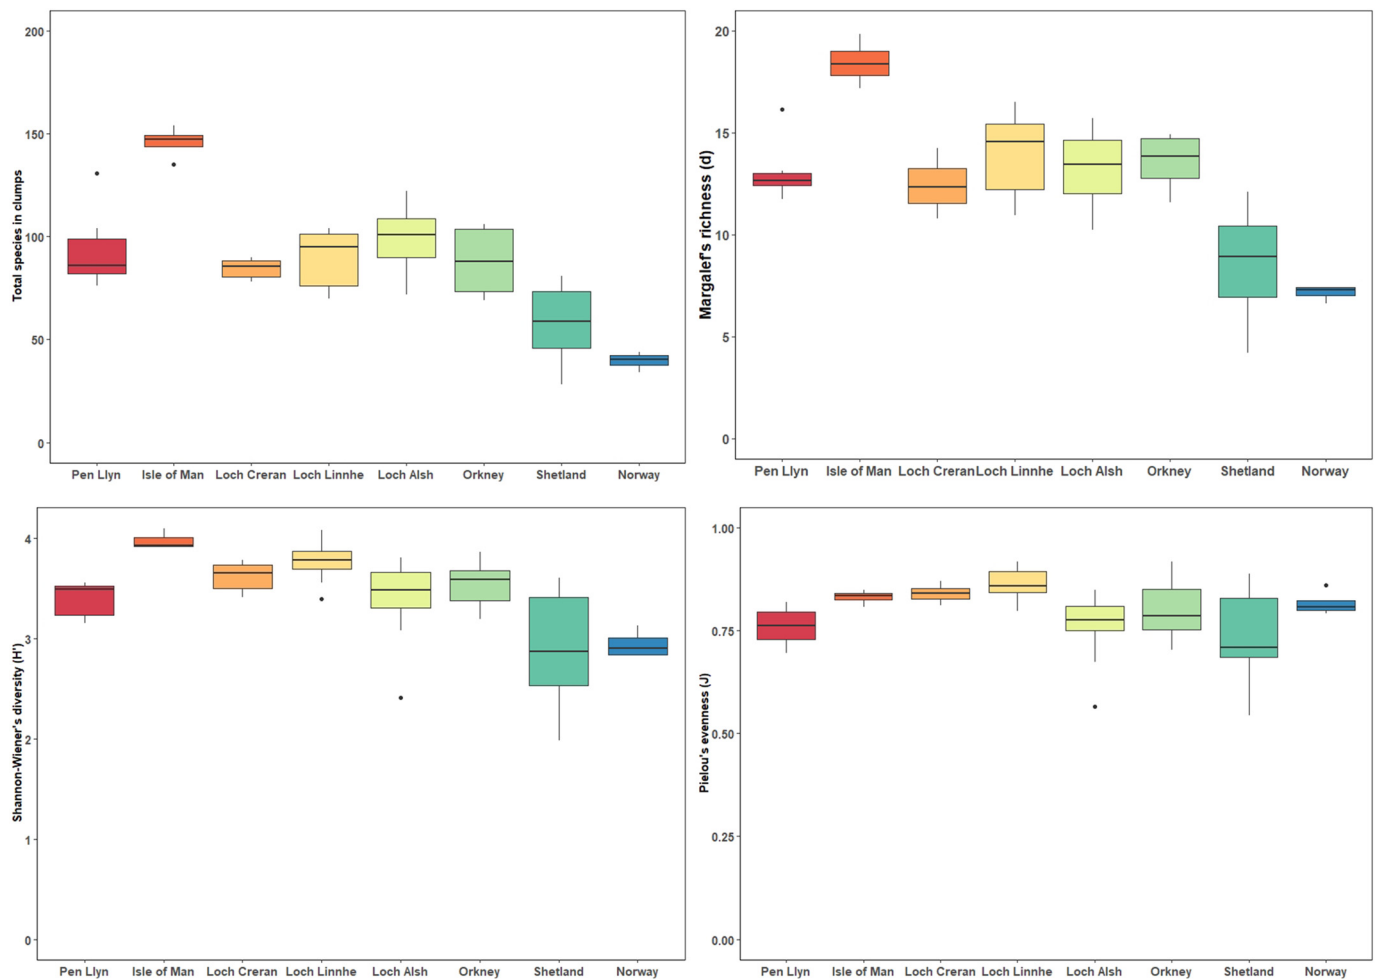 Total species in clumps
200
150
100
50
0
Pen Llyn Isle of Man Loch Creran Loch Linnhe Loch Alsh Orkney Shetland Norway
Margalef's richness (d)
20
15
10
5
0
Pen Llyn Isle of Man Loch Creran Loch Linnhe Loch Alsh Orkney Shetland Norway
Shannon-Wiener's diversity (H')
4
3
2
1
0
Pen Llyn Isle of Man Loch Creran Loch Linnhe Loch Alsh Orkney Shetland Norway
Pielou's evenness (J)
1.00
0.75
0.50
0.25
0.00
Pen Llyn Isle of Man Loch Creran Loch Linnhe Loch Alsh Orkney Shetland Norway